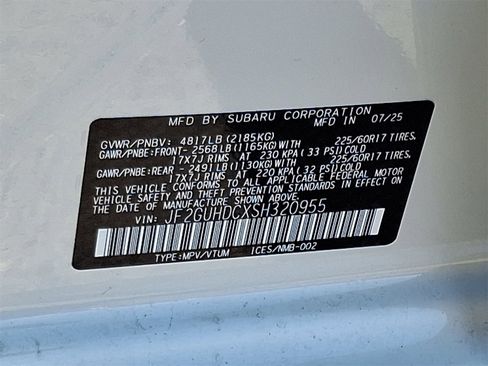 MFD BY SUBARU CORPORATION 07/25
GVWR/PNBV: 4817LB(2185KG)
GAWR/PNBE:FRONT- 2568LB(1165KG)WITH 225/60R17 TIRES,
17X7J RIMS AT 230 KPA(33 PSI)COLD
GAWR/PNBE:REAR -2491LB(1130KG)WITH 225/60R17 TIRES,
17X7J RIMS AT 220 KPA(32 PSI)COLD
THIS VEHICLE CONFORMS TO ALL APPLICABLE FEDERAL MOTOR
VEHICLE SAFETY AND THEFT PREVENTION STANDARDS IN
EFFECT ON THE DATE OF MANUFACTURE SHOWN ABOVE.
VIN: JF2GUHDCXSH320955
TYPE:MPV/VTUM ICES/NMB-002